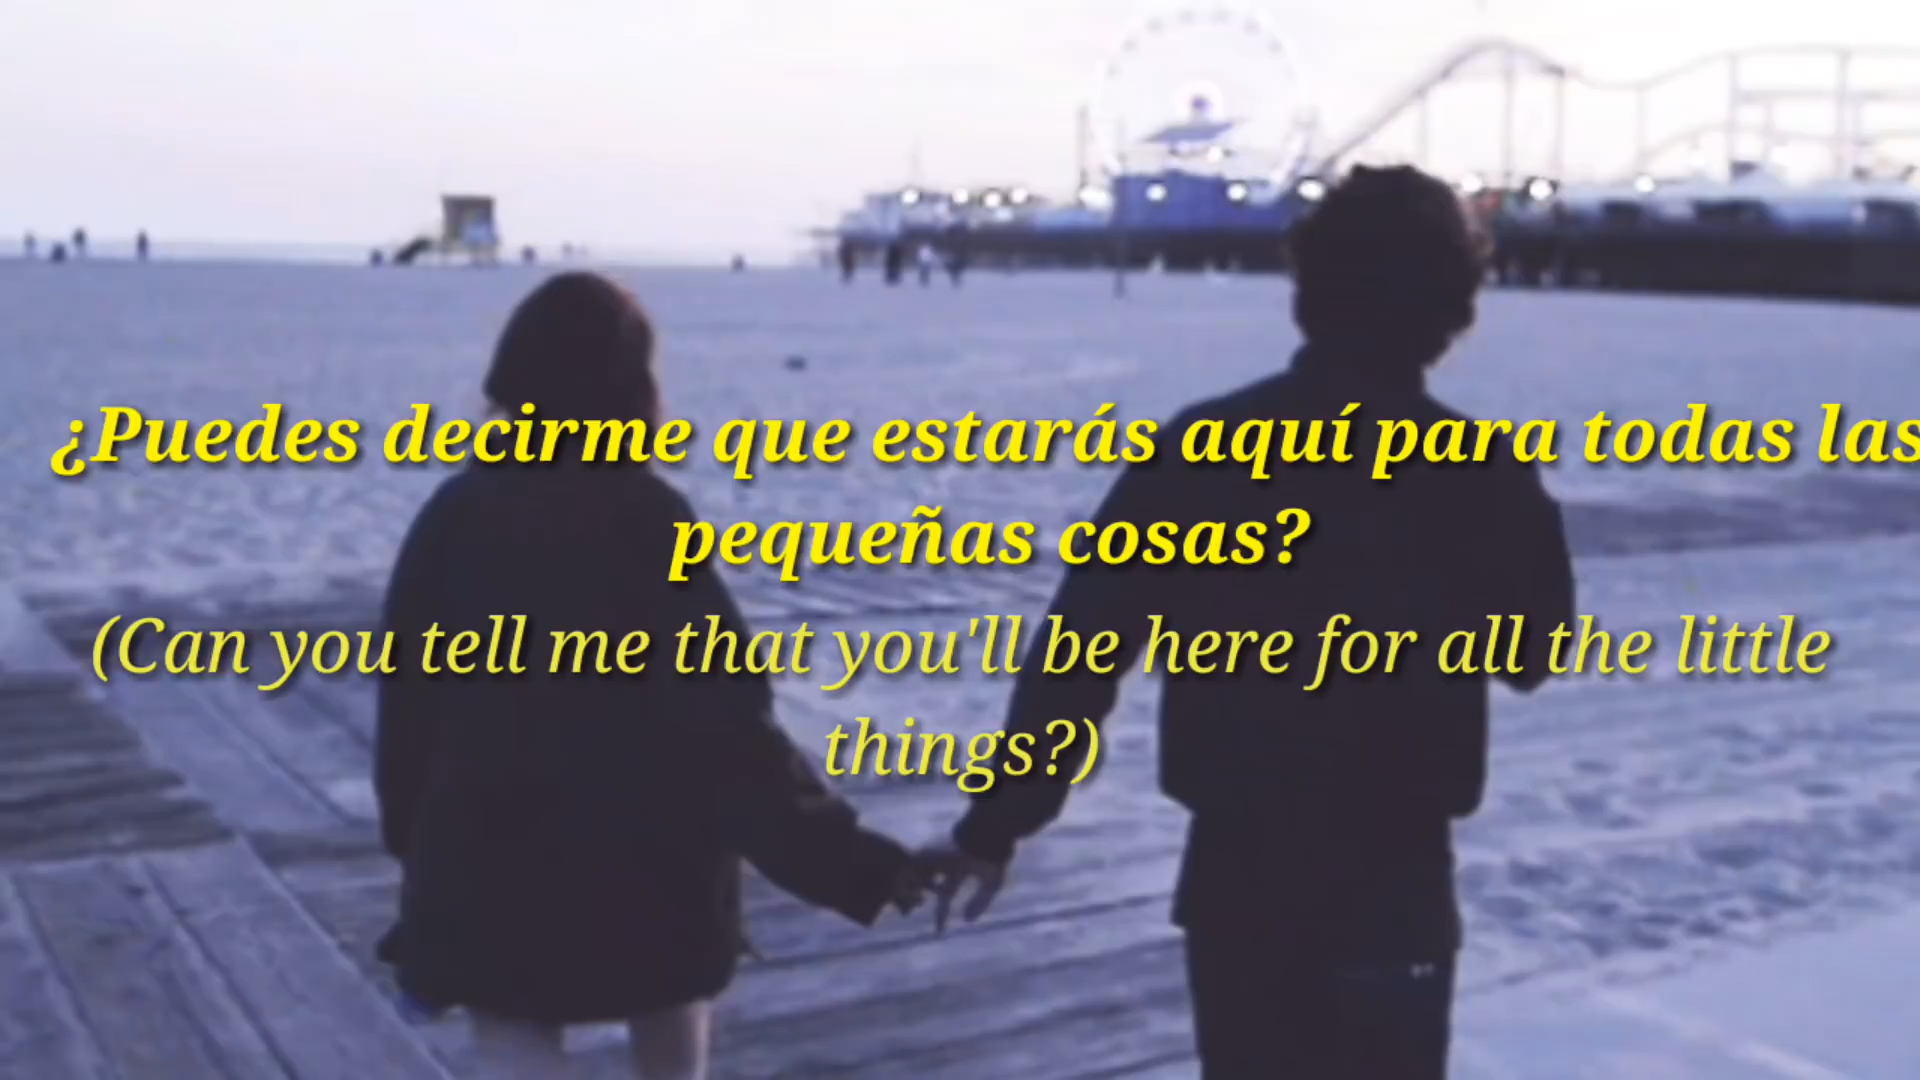 ¿Puedes decirme que estarás aquí para todas las
pequeñas cosas?
(Can you tell me that you'll be here for all the little
things?)